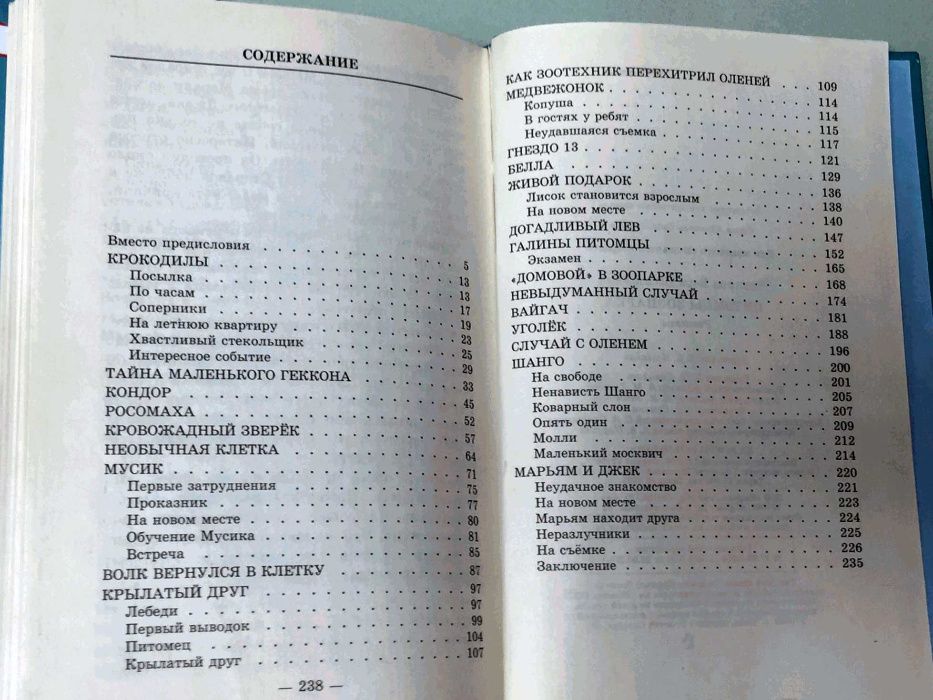 СОДЕРЖАНИЕ
Вместо предисловия . . . . . . . . . . 5
КРОКОДИЛЫ . . . . . . . . . . 13
Посылка . . . . . . . . . . 13
По часам . . . . . . . . . . 17
Соперники . . . . . . . . . . 19
На летнюю квартиру . . . . . . . . . . 23
Хвастливый стекольщик . . . . . . . . . . 25
Интересное событие . . . . . . . . . . 29
ТАЙНА МАЛЕНЬКОГО ГЕККОНА . . . . . . . . . . 33
КОНДОР . . . . . . . . . . 45
РОСОМАХА . . . . . . . . . . 52
КРОВОЖАДНЫЙ ЗВЕРЁК . . . . . . . . . . 57
НЕОБЫЧНАЯ КЛЕТКА . . . . . . . . . . 64
МУСИК . . . . . . . . . . 71
Первые затруднения . . . . . . . . . . 75
Проказник . . . . . . . . . . 77
На новом месте . . . . . . . . . . 80
Обучение Мусика . . . . . . . . . . 81
Встреча . . . . . . . . . . 85
ВОЛК ВЕРНУЛСЯ В КЛЕТКУ . . . . . . . . . . 87
КРЫЛАТЫЙ ДРУГ . . . . . . . . . . 97
Лебеди . . . . . . . . . . 97
Первый выводок . . . . . . . . . . 99
Питомец . . . . . . . . . . 104
Крылатый друг . . . . . . . . . . 107
— 238 —
КАК ЗООТЕХНИК ПЕРЕХИТРИЛ ОЛЕНЕЙ . . . 109
МЕДВЕЖОНОК . . . . . . . . . . 114
Копуша . . . . . . . . . . 114
В гостях у ребят . . . . . . . . . . 115
Неудавшаяся съемка . . . . . . . . . . 117
ГНЕЗДО 13 . . . . . . . . . . 121
БЕЛЛА . . . . . . . . . . 129
ЖИВОЙ ПОДАРОК . . . . . . . . . . 136
Лисок становится взрослым . . . . . . . . . . 138
На новом месте . . . . . . . . . . 140
ДОГАДЛИВЫЙ ЛЕВ . . . . . . . . . . 147
ГАЛИНЫ ПИТОМЦЫ . . . . . . . . . . 152
Экзамен . . . . . . . . . . 165
«ДОМОВОЙ» В ЗООПАРКЕ . . . . . . . . . . 168
НЕВЫДУМАННЫЙ СЛУЧАЙ . . . . . . . . . . 174
ВАЙГАЧ . . . . . . . . . . 181
УГОЛЁК . . . . . . . . . . 188
СЛУЧАЙ С ОЛЕНЕМ . . . . . . . . . . 196
ШАНГО . . . . . . . . . . 200
На свободе . . . . . . . . . . 201
Ненависть Шанго . . . . . . . . . . 205
Коварный слон . . . . . . . . . . 207
Опять один . . . . . . . . . . 209
Молли . . . . . . . . . . 212
Маленький москвич . . . . . . . . . . 214
МАРЬЯМ И ДЖЕК . . . . . . . . . . 220
Неудачное знакомство . . . . . . . . . . 221
На новом месте . . . . . . . . . . 223
Марьям находит друга . . . . . . . . . . 224
Неразлучники . . . . . . . . . . 225
На съёмке . . . . . . . . . . 226
Заключение . . . . . . . . . . 235